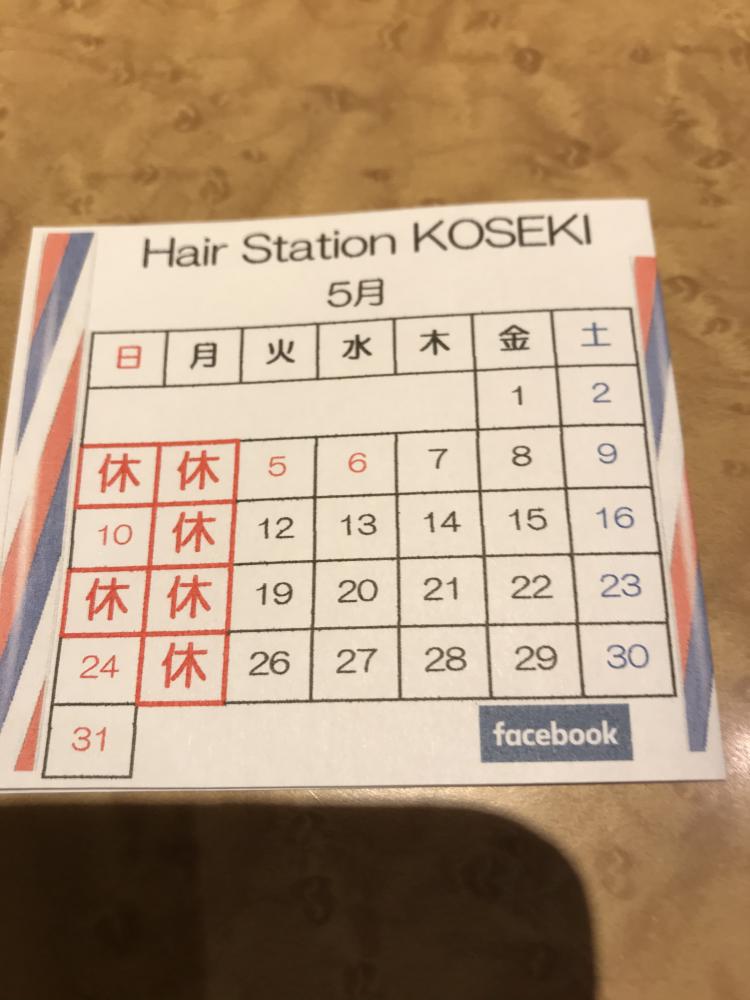 Hair Station KOSEKI
5月
日 月 火 水 木 金 土
1 2
休 休 5 6 7 8 9
10 休 12 13 14 15 16
休 休 19 20 21 22 23
24 休 26 27 28 29 30
31
facebook